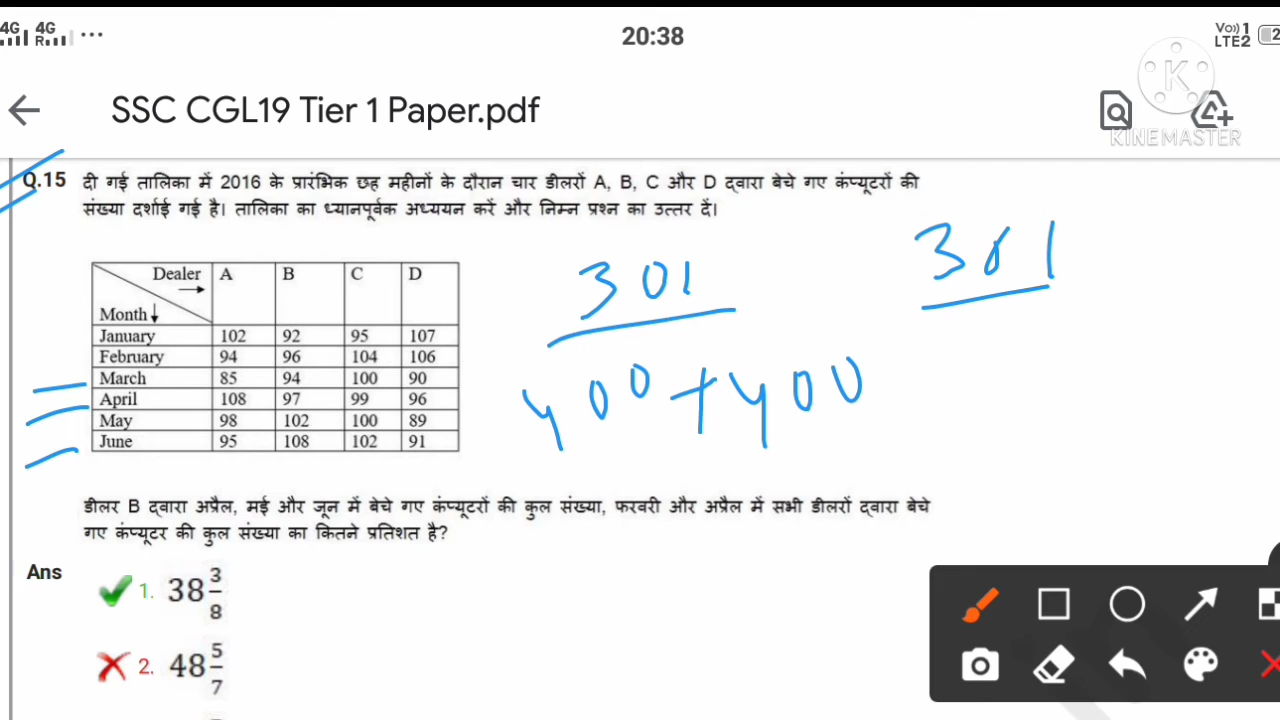 4G 4G R ... 20:38 Vo)) 1 LTE2 2
SSC CGL19 Tier 1 Paper.pdf
K
KINEMASTER
Q.15 दी गई तालिका में 2016 के प्रारंभिक छह महीनों के दौरान चार डीलरों A, B, C और D द्वारा बेचे गए कंप्यूटरों की
संख्या दर्शाई गई है। तालिका का ध्यानपूर्वक अध्ययन करें और निम्न प्रश्न का उत्तर दें।
Dealer → A B C D
Month ↓
January 102 92 95 107
February 94 96 104 106
March 85 94 100 90
April 108 97 99 96
May 98 102 100 89
June 95 108 102 91
301
400 + 400
301
डीलर B द्वारा अप्रैल, मई और जून में बेचे गए कंप्यूटरों की कुल संख्या, फरवरी और अप्रैल में सभी डीलरों द्वारा बेचे
गए कंप्यूटर की कुल संख्या का कितने प्रतिशत है?
Ans 1. 38 3/8
2. 48 5/7